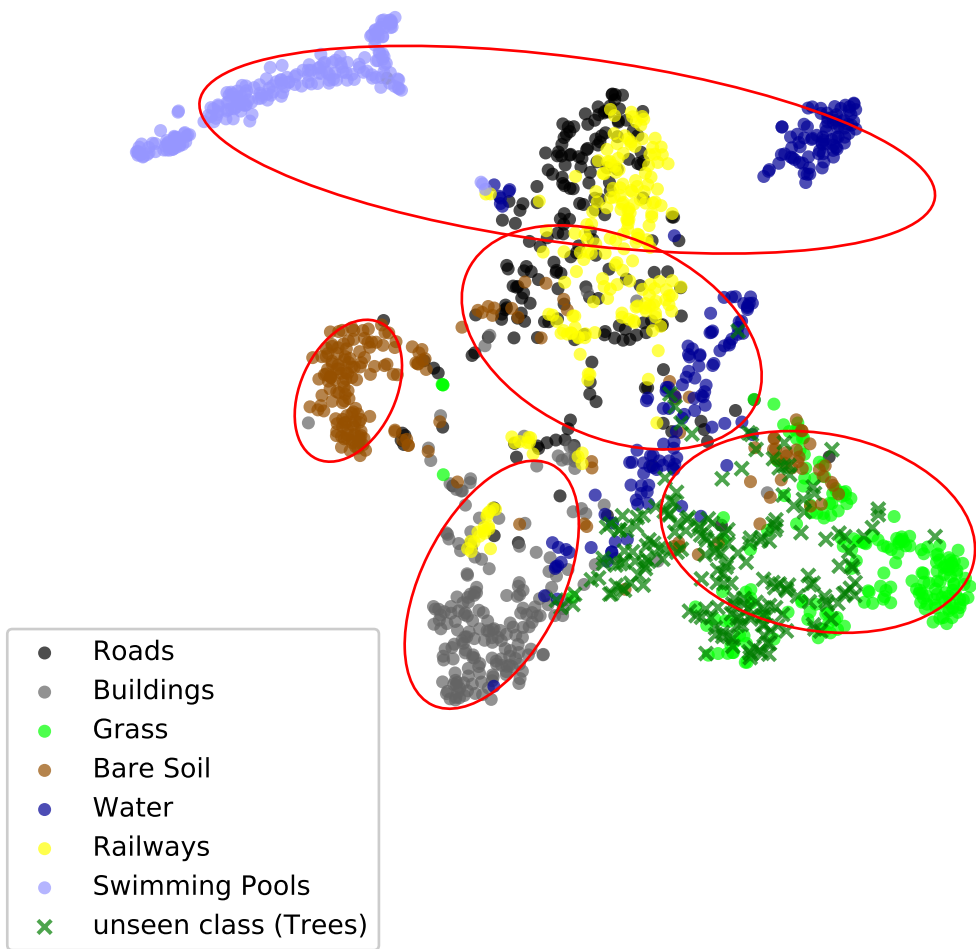 Roads
Buildings
Grass
Bare Soil
Water
Railways
Swimming Pools
unseen class (Trees)